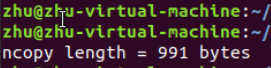 zhu@zhu-virtual-machine:~/
zhu@zhu-virtual-machine:~/
ncopy length = 991 bytes